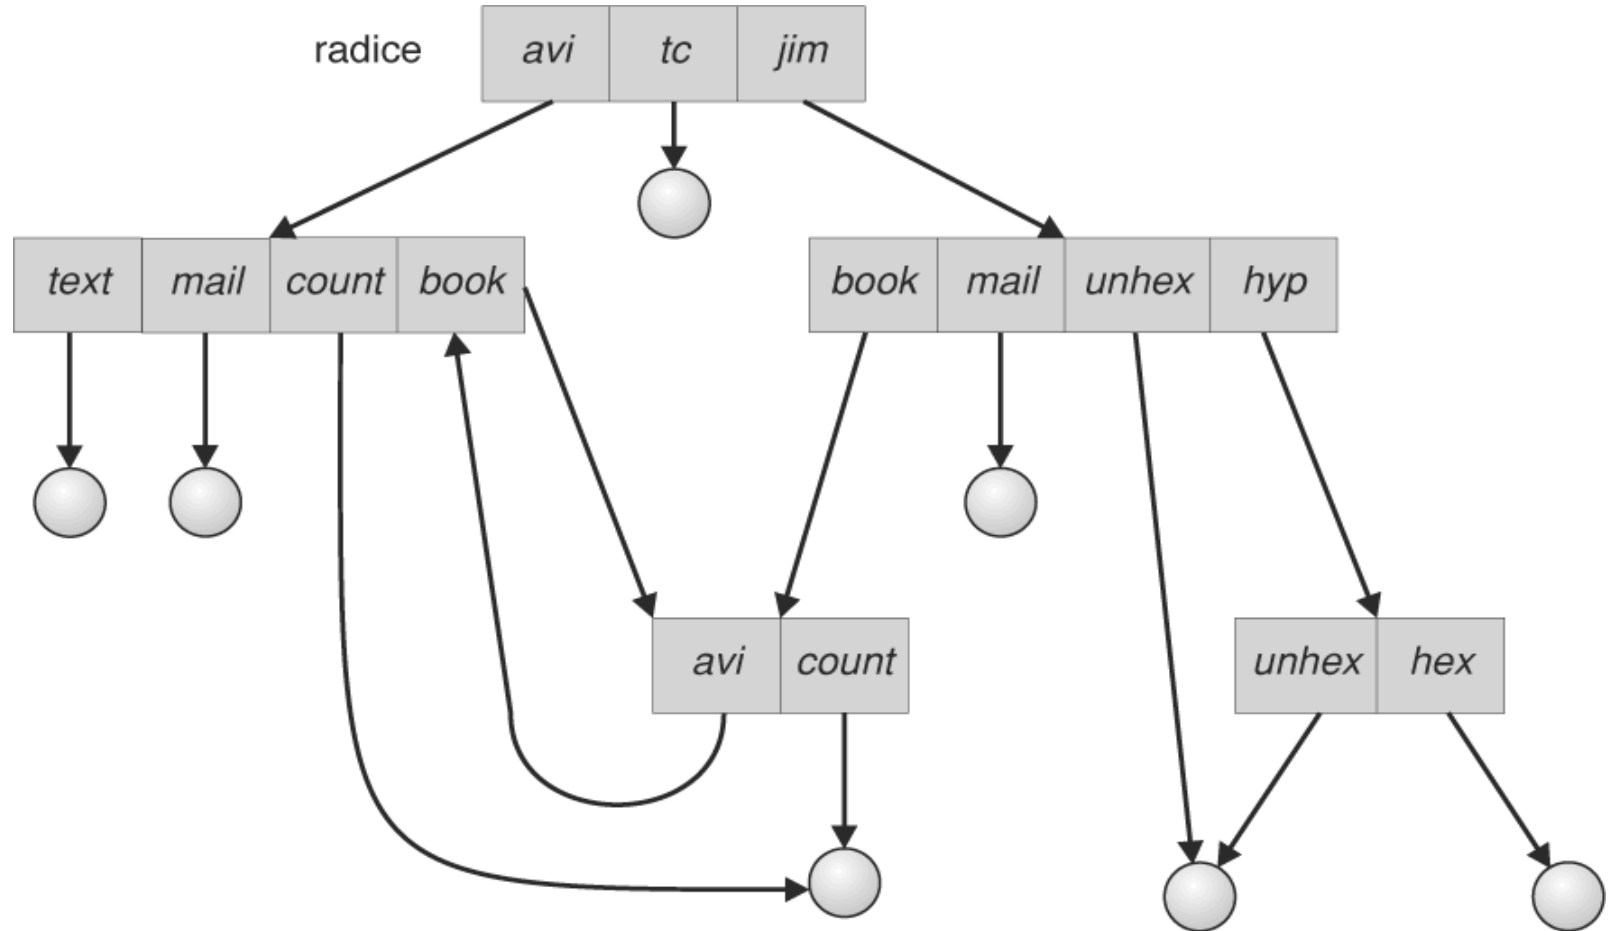 radice avi tc jim
text mail count book book mail unhex hyp
avi count unhex hex